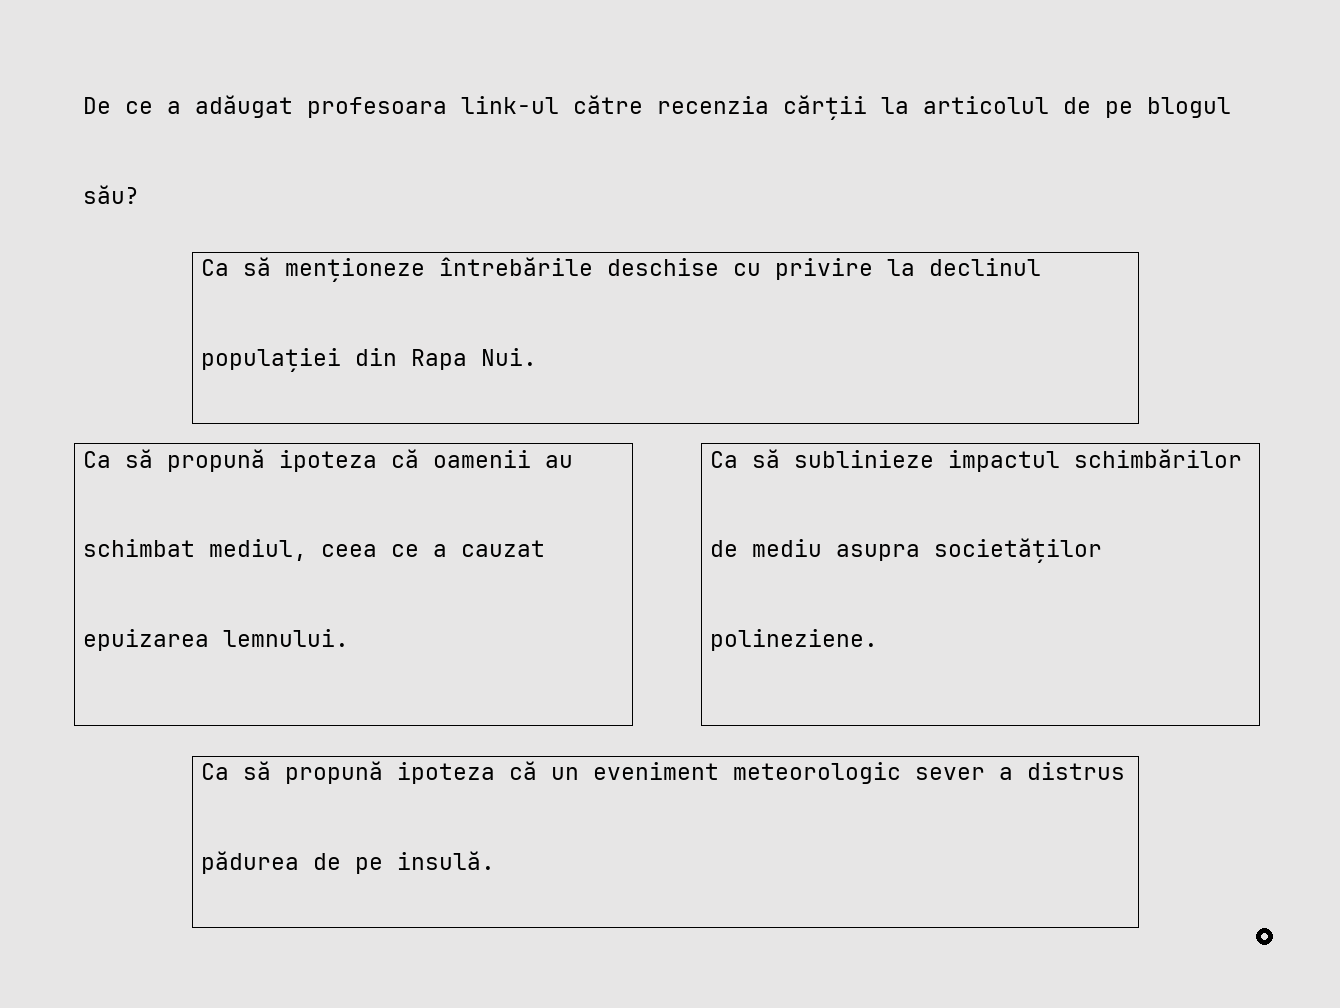 De ce a adăugat profesoara link-ul către recenzia cărții la articolul de pe blogul
său?
Ca să menționeze întrebările deschise cu privire la declinul
populației din Rapa Nui.
Ca să propună ipoteza că oamenii au
schimbat mediul, ceea ce a cauzat
epuizarea lemnului.
Ca să sublinieze impactul schimbărilor
de mediu asupra societăților
polineziene.
Ca să propună ipoteza că un eveniment meteorologic sever a distrus
pădurea de pe insulă.